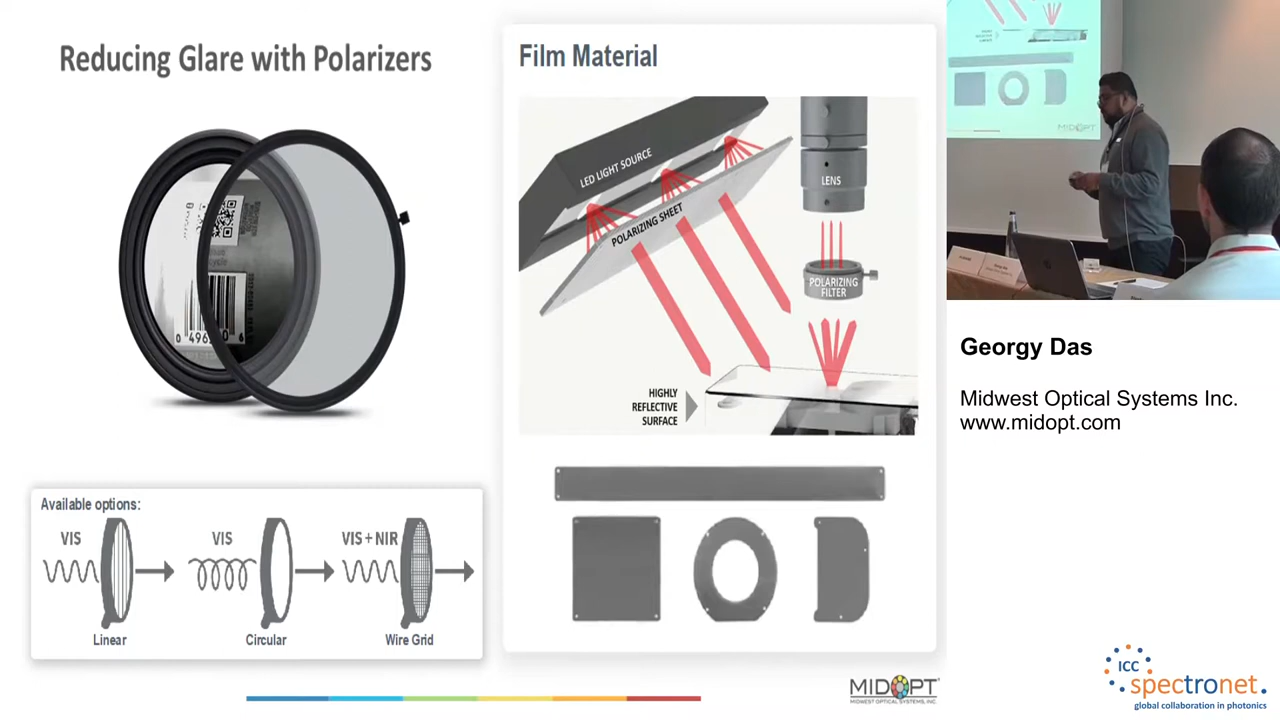 Reducing Glare with Polarizers
Film Material
LED LIGHT SOURCE
POLARIZING SHEET
LENS
POLARIZING
FILTER
HIGHLY
REFLECTIVE
SURFACE
Available options:
VIS
VIS
VIS + NIR
Linear
Circular
Wire Grid
MIDOPT
MIDWEST OPTICAL SYSTEMS, INC.
MIDOPT
Georgy Das
Midwest Optical Systems Inc.
www.midopt.com
ICC
spectronet
global collaboration in photonics